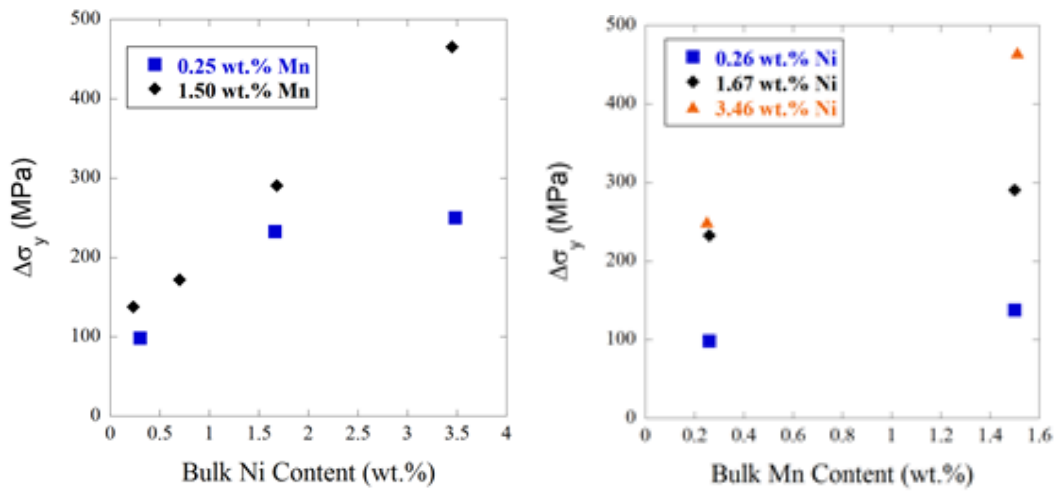 500
400
300
200
100
0
Δσy (MPa)
0.25 wt.% Mn
1.50 wt.% Mn
0 0.5 1 1.5 2 2.5 3 3.5 4
Bulk Ni Content (wt.%)
500
400
300
200
100
0
Δσy (MPa)
0.26 wt.% Ni
1.67 wt.% Ni
3.46 wt.% Ni
0 0.2 0.4 0.6 0.8 1 1.2 1.4 1.6
Bulk Mn Content (wt.%)